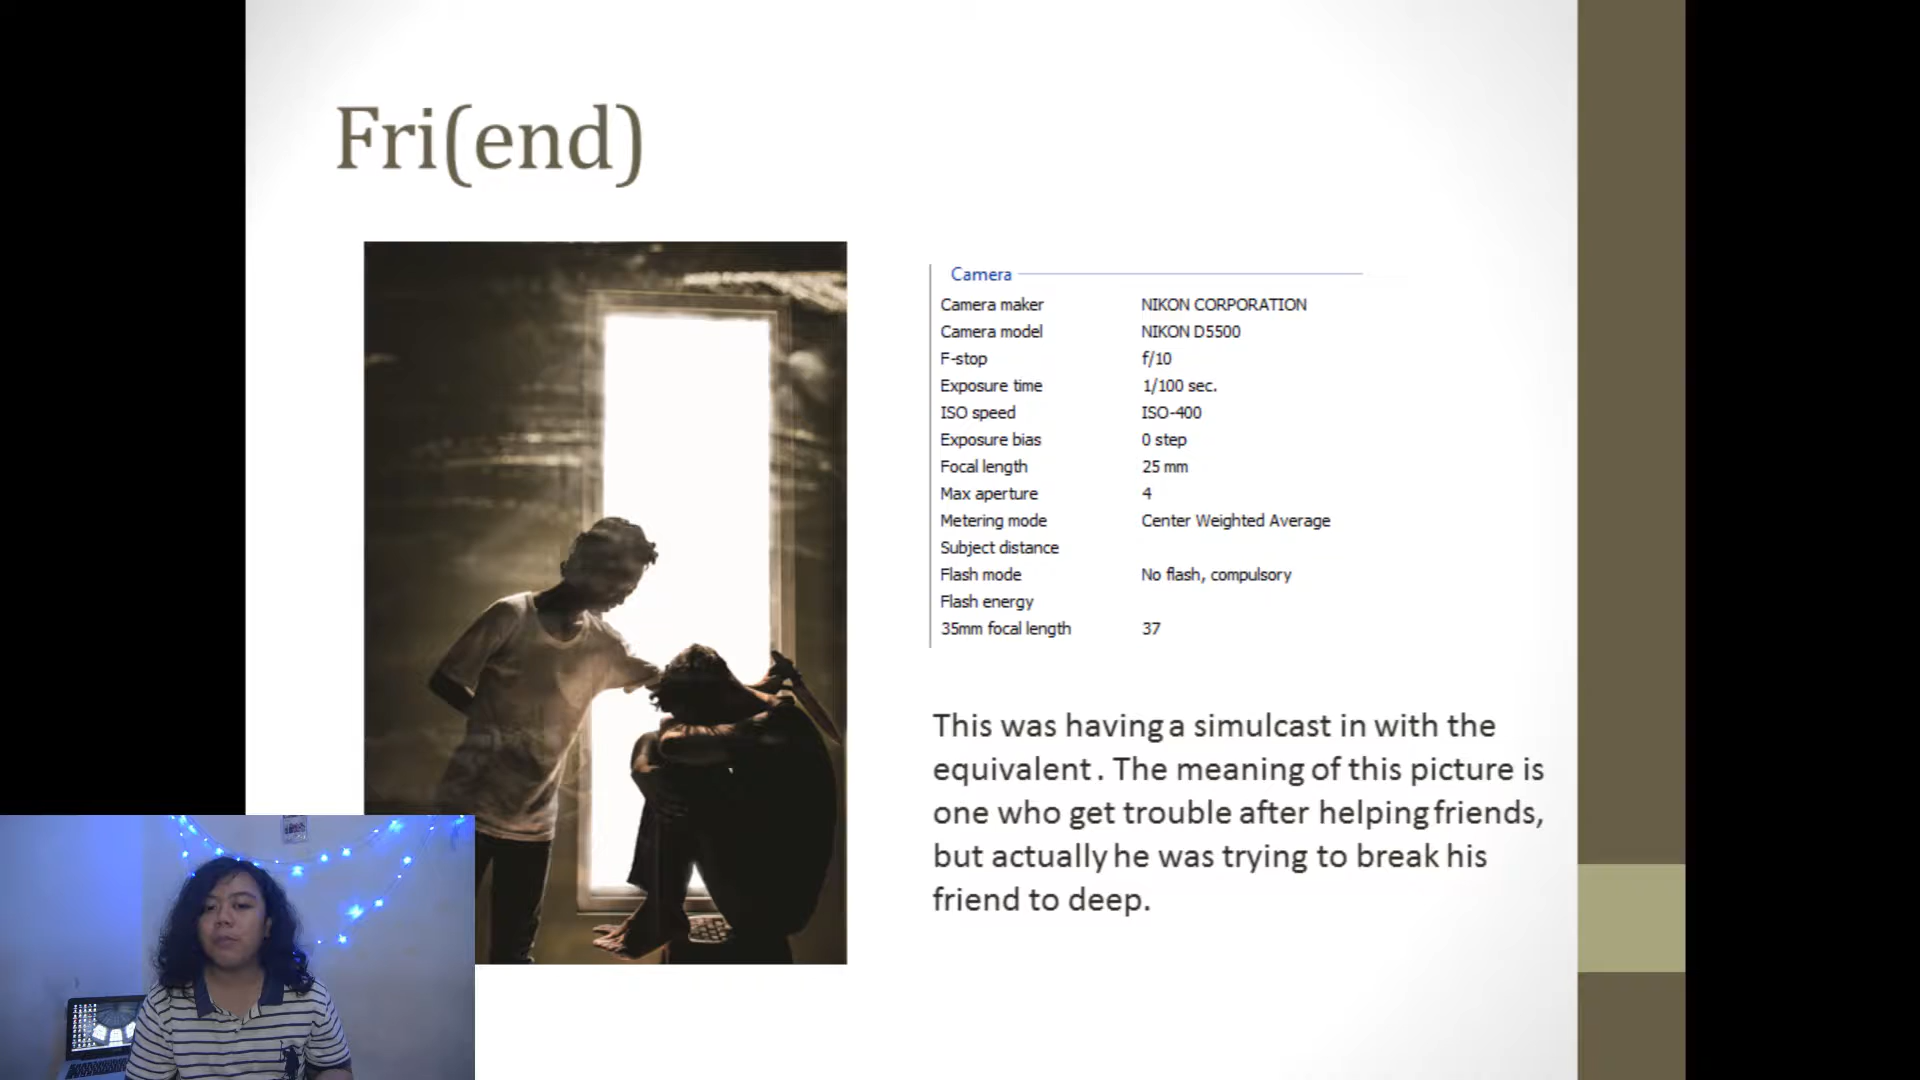 Fri(end)
Camera
Camera maker NIKON CORPORATION
Camera model NIKON D5500
F-stop f/10
Exposure time 1/100 sec.
ISO speed ISO-400
Exposure bias 0 step
Focal length 25 mm
Max aperture 4
Metering mode Center Weighted Average
Subject distance
Flash mode No flash, compulsory
Flash energy
35mm focal length 37
This was having a simulcast in with the
equivalent. The meaning of this picture is
one who get trouble after helping friends,
but actually he was trying to break his
friend to deep.